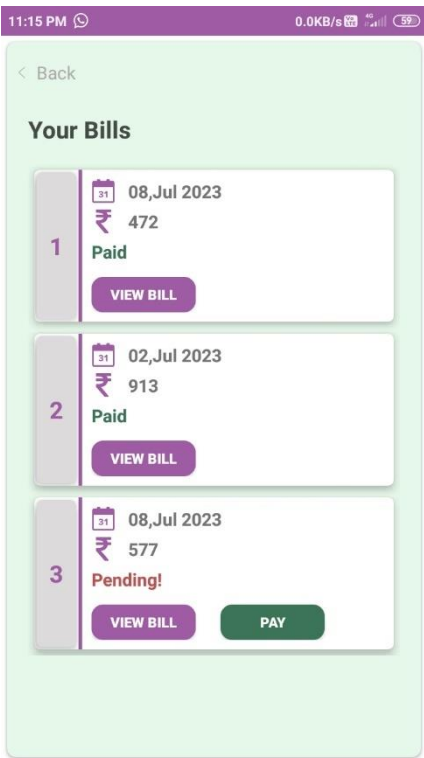 11:15 PM 0.0KB/s 4G 59
< Back
Your Bills
1
31 08,Jul 2023
₹ 472
Paid
VIEW BILL
2
31 02,Jul 2023
₹ 913
Paid
VIEW BILL
3
31 08,Jul 2023
₹ 577
Pending!
VIEW BILL PAY